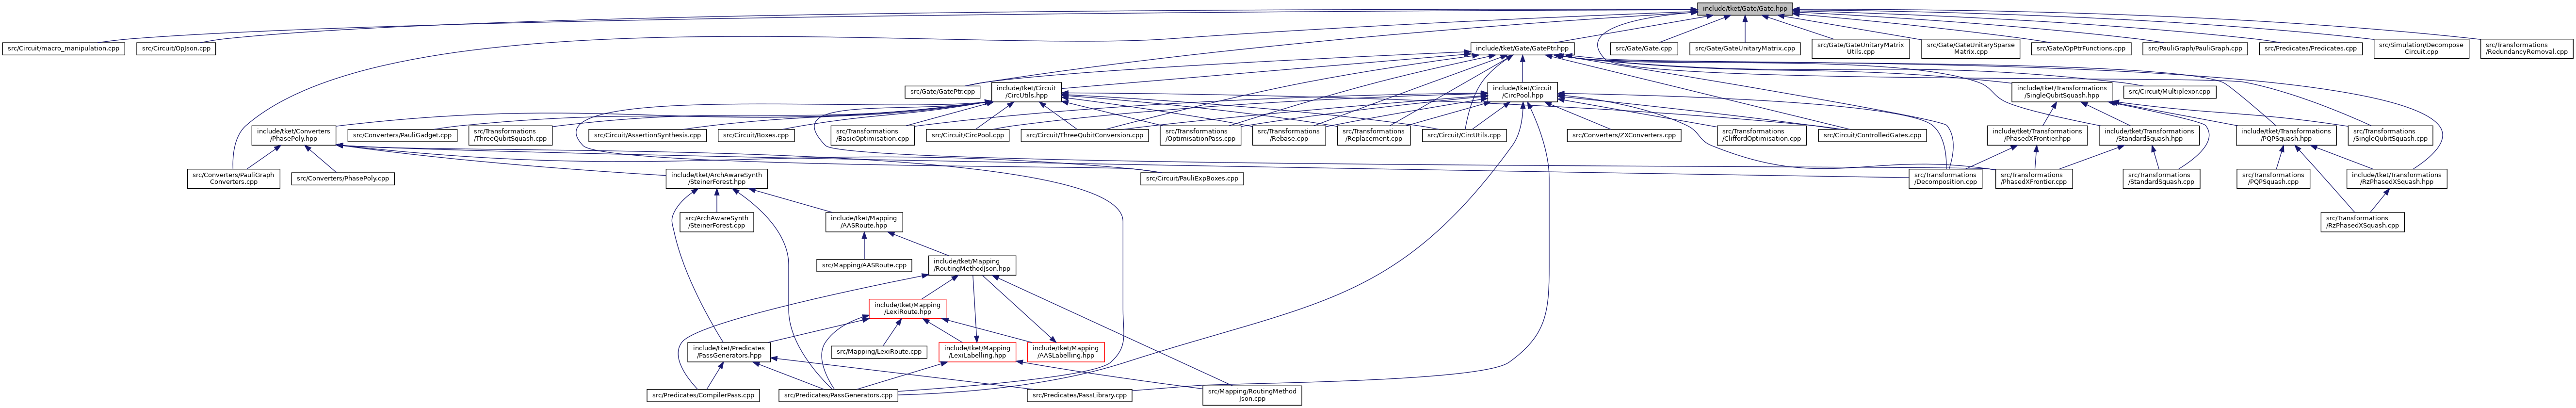 include/tket/Gate/Gate.hpp
src/Circuit/macro_manipulation.cpp
src/Circuit/OpJson.cpp
include/tket/Gate/GatePtr.hpp
src/Gate/Gate.cpp
src/Gate/GateUnitaryMatrix.cpp
src/Gate/GateUnitaryMatrix
Utils.cpp
src/Gate/GateUnitarySparse
Matrix.cpp
src/Gate/OpPtrFunctions.cpp
src/PauliGraph/PauliGraph.cpp
src/Predicates/Predicates.cpp
src/Simulation/Decompose
Circuit.cpp
src/Transformations
/RedundancyRemoval.cpp
src/Gate/GatePtr.cpp
include/tket/Circuit
/CircUtils.hpp
include/tket/Circuit
/CircPool.hpp
include/tket/Transformations
/SingleQubitSquash.hpp
src/Circuit/Multiplexor.cpp
include/tket/Converters
/PhasePoly.hpp
src/Converters/PauliGadget.cpp
src/Transformations
/ThreeQubitSquash.cpp
src/Circuit/AssertionSynthesis.cpp
src/Circuit/Boxes.cpp
src/Transformations
/BasicOptimisation.cpp
src/Circuit/CircPool.cpp
src/Circuit/ThreeQubitConversion.cpp
src/Transformations
/OptimisationPass.cpp
src/Transformations
/Rebase.cpp
src/Transformations
/Replacement.cpp
src/Circuit/CircUtils.cpp
src/Converters/ZXConverters.cpp
src/Transformations
/CliffordOptimisation.cpp
src/Circuit/ControlledGates.cpp
include/tket/Transformations
/PhasedXFrontier.hpp
include/tket/Transformations
/StandardSquash.hpp
include/tket/Transformations
/PQPSquash.hpp
src/Transformations
/SingleQubitSquash.cpp
src/Converters/PauliGraph
Converters.cpp
src/Converters/PhasePoly.cpp
include/tket/ArchAwareSynth
/SteinerForest.hpp
src/Circuit/PauliExpBoxes.cpp
src/Transformations
/Decomposition.cpp
src/Transformations
/PhasedXFrontier.cpp
src/Transformations
/StandardSquash.cpp
src/Transformations
/PQPSquash.cpp
include/tket/Transformations
/RzPhasedXSquash.hpp
src/ArchAwareSynth
/SteinerForest.cpp
include/tket/Mapping
/AASRoute.hpp
src/Transformations
/RzPhasedXSquash.cpp
src/Mapping/AASRoute.cpp
include/tket/Mapping
/RoutingMethodJson.hpp
include/tket/Mapping
/LexiRoute.hpp
include/tket/Predicates
/PassGenerators.hpp
src/Mapping/LexiRoute.cpp
include/tket/Mapping
/LexiLabelling.hpp
include/tket/Mapping
/AASLabelling.hpp
src/Predicates/CompilerPass.cpp
src/Predicates/PassGenerators.cpp
src/Predicates/PassLibrary.cpp
src/Mapping/RoutingMethod
Json.cpp